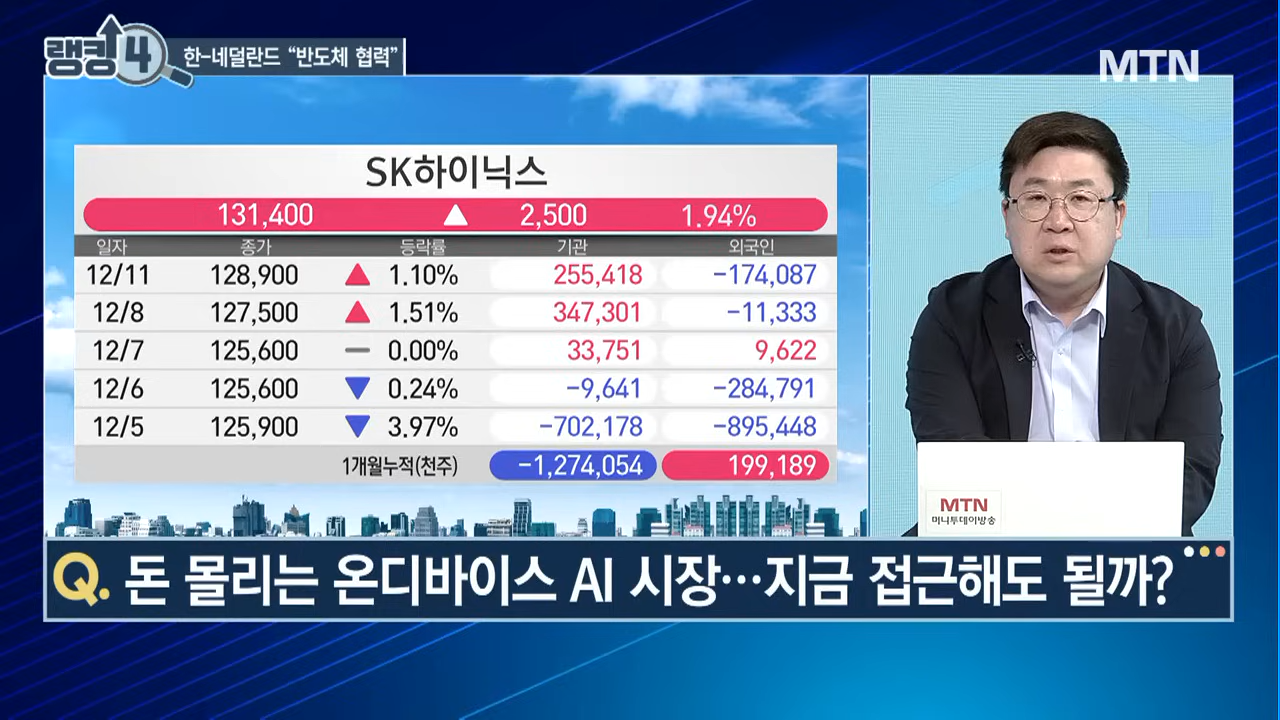 랭킹4 한-네덜란드 “반도체 협력”
MTN
SK하이닉스
131,400 △ 2,500 1.94%
일자 종가 등락률 기관 외국인
12/11 128,900 ▲ 1.10% 255,418 -174,087
12/8 127,500 ▲ 1.51% 347,301 -11,333
12/7 125,600 - 0.00% 33,751 9,622
12/6 125,600 ▼ 0.24% -9,641 -284,791
12/5 125,900 ▼ 3.97% -702,178 -895,448
1개월누적(천주) -1,274,054 199,189
MTN
머니투데이방송
Q. 돈 몰리는 온디바이스 AI 시장…지금 접근해도 될까?